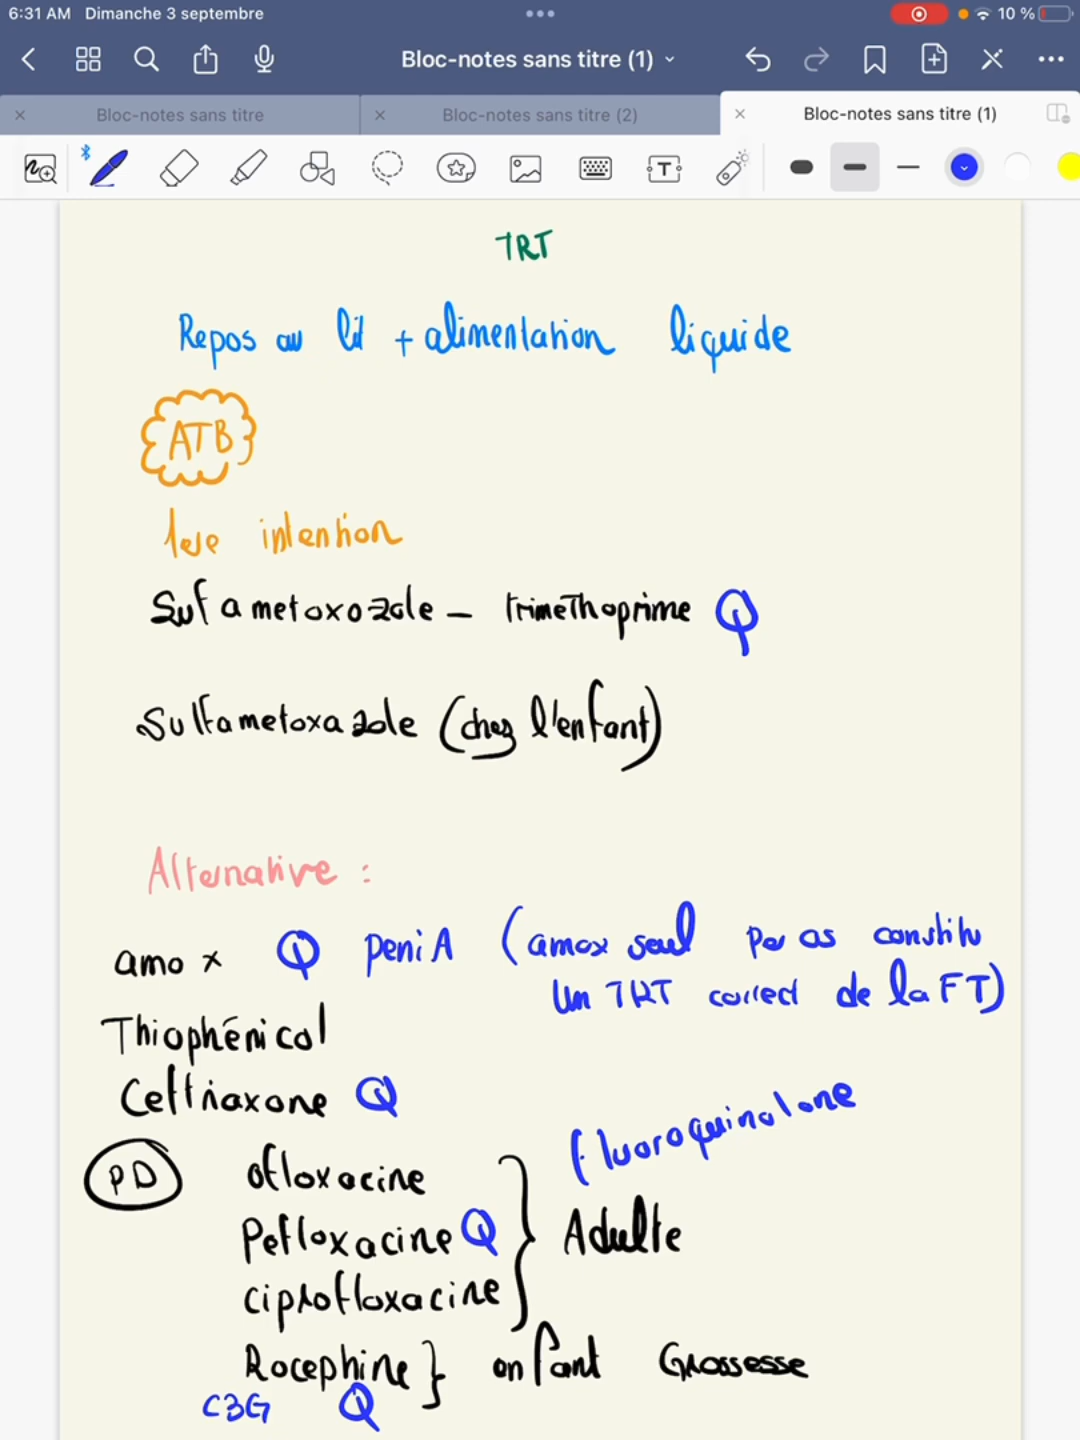 6:31 AM Dimanche 3 septembre
10 %
Bloc-notes sans titre (1)
Bloc-notes sans titre
Bloc-notes sans titre (2)
Bloc-notes sans titre (1)
TRT
Repos au lit + alimentation liquide
ATB
1ere intention
Sufametoxozole – trimethoprime Q
Sulfametoxazole (chez l'enfant)
Alternative :
amox Q peni A (amox seul
pas constitu
un TRT correct de la FT)
Thiophénicol
Ceftriaxone Q
fluoroquinolone
PD ofloxacine
Pefloxacine Q Adulte
ciprofloxacine
Rocephine } enfant Grossesse
C3G Q